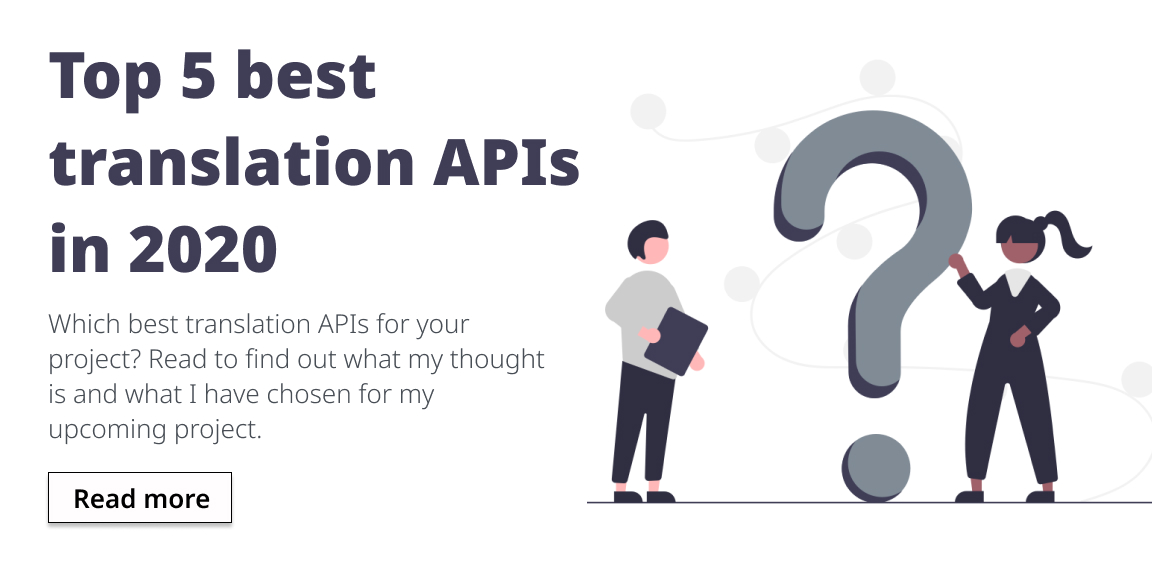 Top 5 best
translation APIs
in 2020
Which best translation APIs for your
project? Read to find out what my thought
is and what I have chosen for my
upcoming project.
Read more